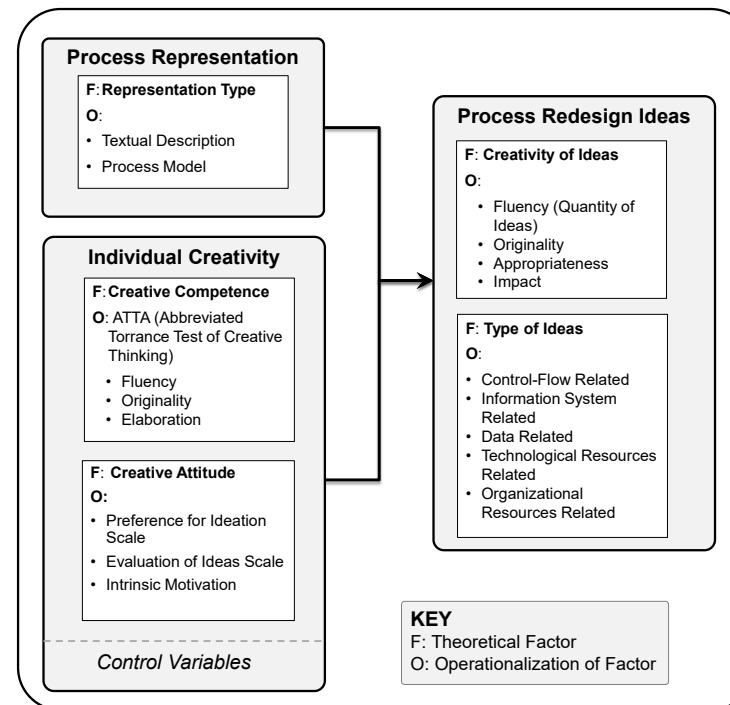 Process Representation
F: Representation Type
O:
• Textual Description
• Process Model
Individual Creativity
F: Creative Competence
O: ATTA (Abbreviated
Torrance Test of Creative
Thinking)
• Fluency
• Originality
• Elaboration
F: Creative Attitude
O:
• Preference for Ideation
Scale
• Evaluation of Ideas Scale
• Intrinsic Motivation
Control Variables
Process Redesign Ideas
F: Creativity of Ideas
O:
• Fluency (Quantity of
Ideas)
• Originality
• Appropriateness
• Impact
F: Type of Ideas
O:
• Control-Flow Related
• Information System
Related
• Data Related
• Technological Resources
Related
• Organizational
Resources Related
KEY
F: Theoretical Factor
O: Operationalization of Factor